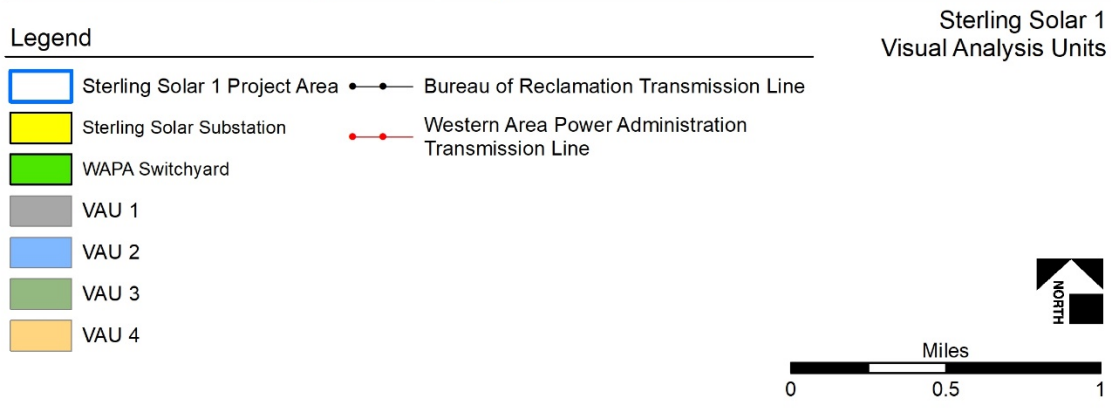 Sterling Solar 1
Visual Analysis Units
Legend
Sterling Solar 1 Project Area
Sterling Solar Substation
WAPA Switchyard
VAU 1
VAU 2
VAU 3
VAU 4
Bureau of Reclamation Transmission Line
Western Area Power Administration
Transmission Line
NORTH
Miles
0 0.5 1